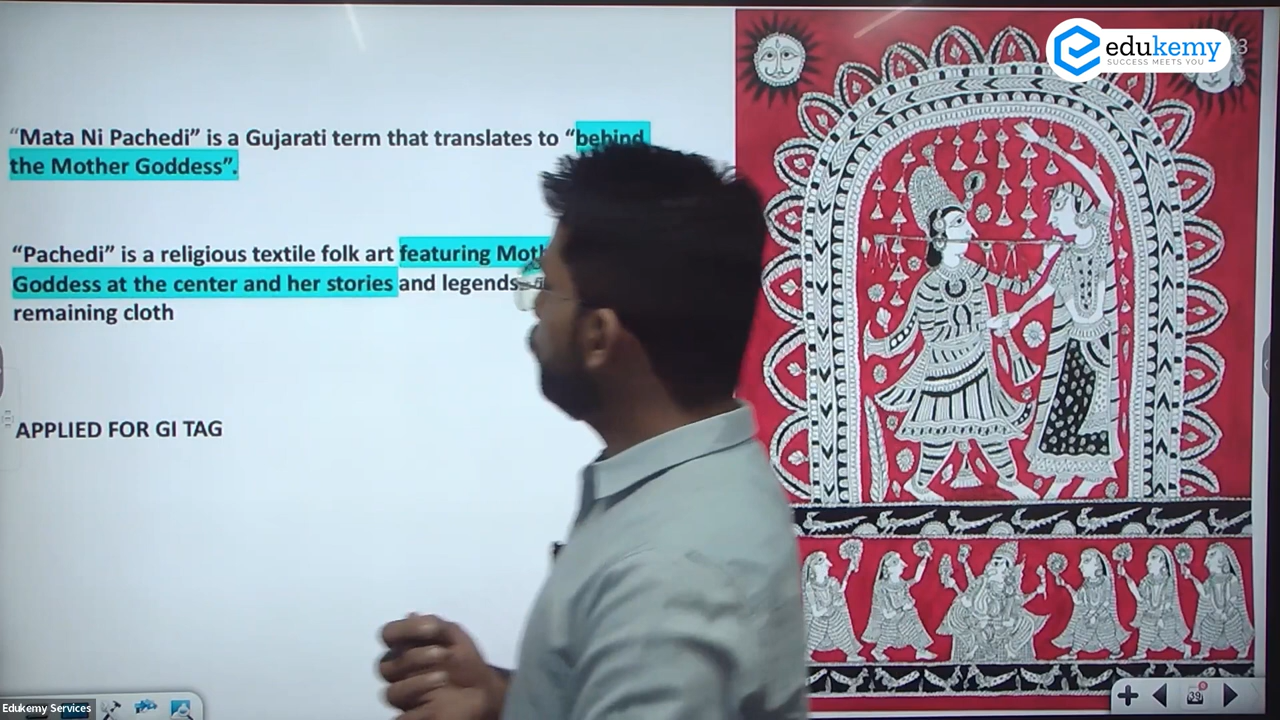 edukemy
SUCCESS MEETS YOU
3
“Mata Ni Pachedi” is a Gujarati term that translates to “behind
the Mother Goddess”.
“Pachedi” is a religious textile folk art featuring
Goddess at the center and her stories and legends
remaining cloth
APPLIED FOR GI TAG
Edukemy Services
39